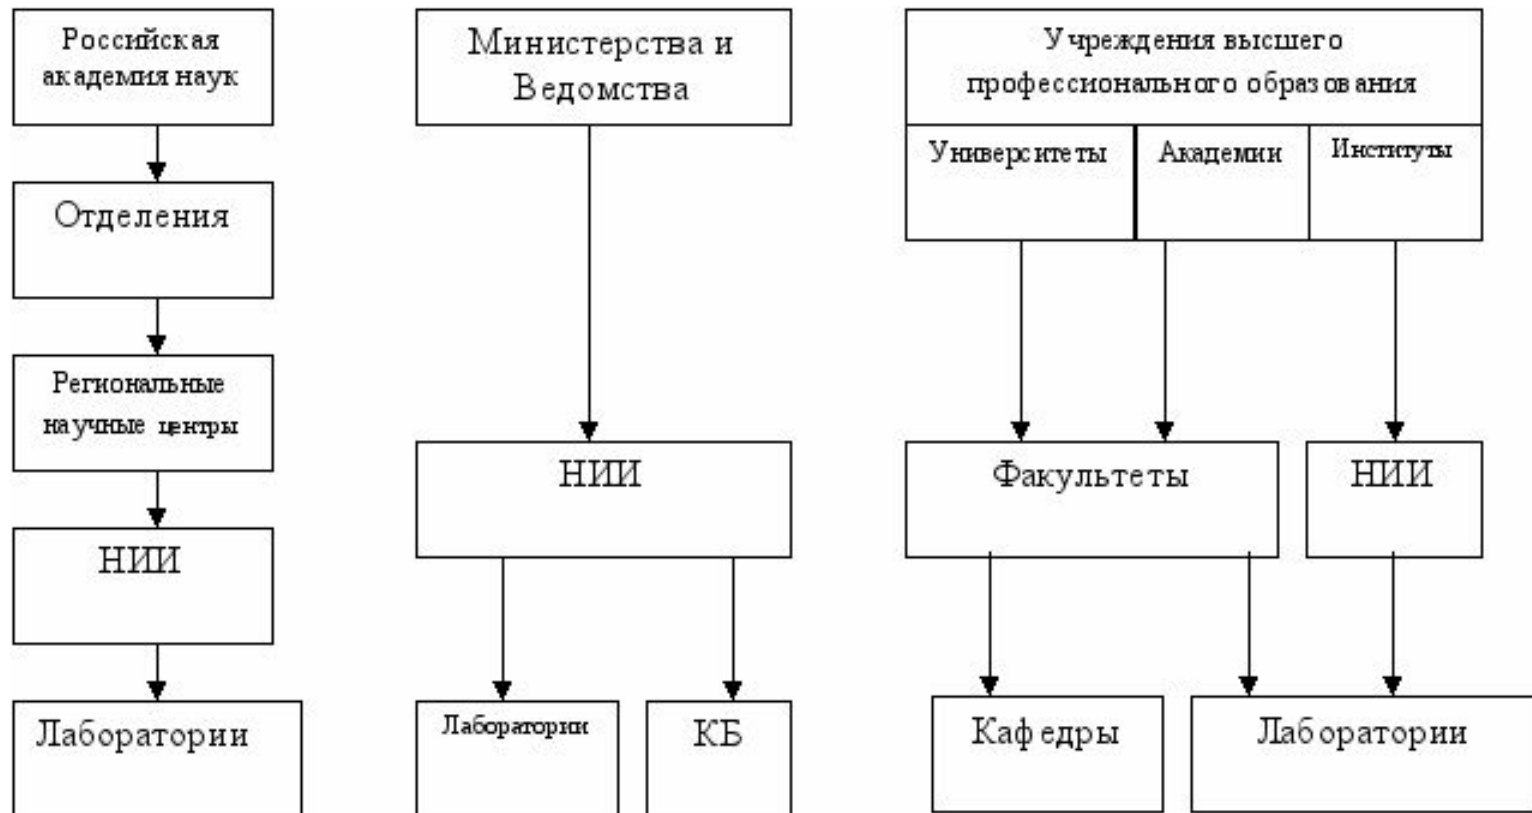 Российская
академия наук
Отделения
Региональные
научные центры
НИИ
Лаборатории
Министерства и
Ведомства
НИИ
Лаборатории
КБ
Учреждения высшего
профессионального образования
Университеты
Академии
Институты
Факультеты
НИИ
Кафедры
Лаборатории